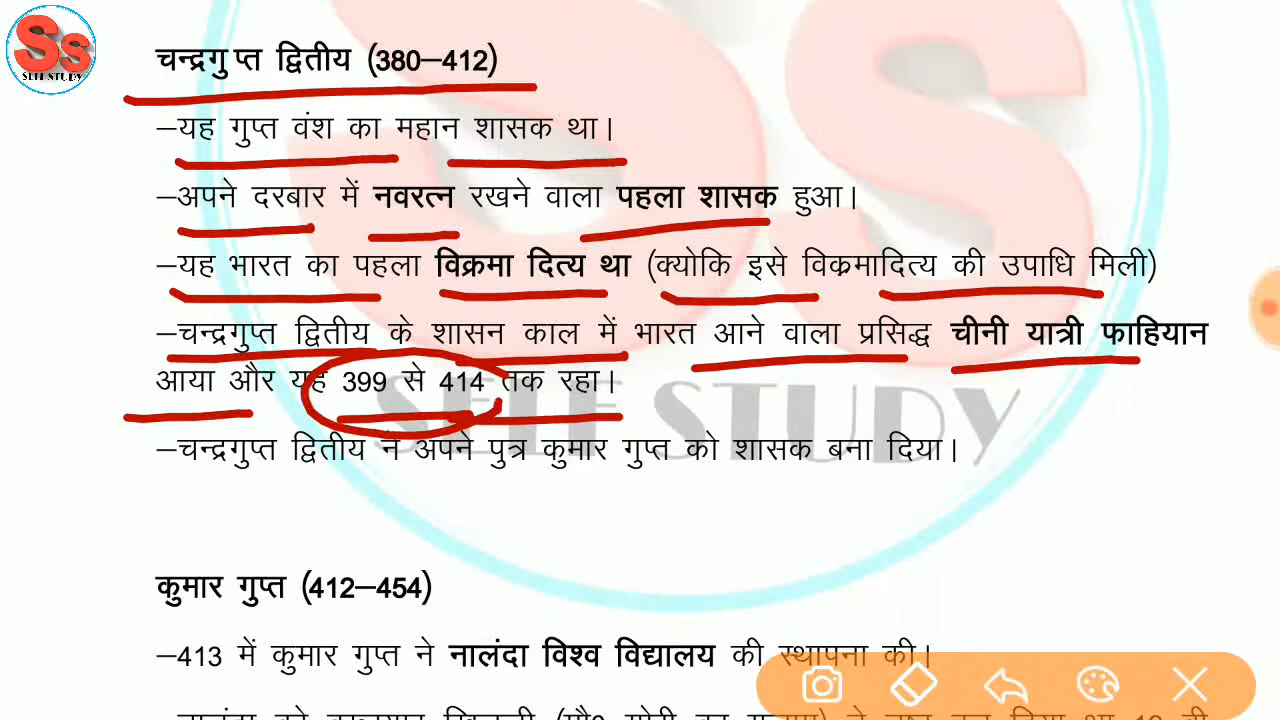 Ss
SELF STUDY
चन्द्रगुप्त द्वितीय (380–412)
–यह गुप्त वंश का महान शासक था।
–अपने दरबार में नवरत्न रखने वाला पहला शासक हुआ।
–यह भारत का पहला विक्रमा दित्य था (क्योकि इसे विक्रमादित्य की उपाधि मिली)
–चन्द्रगुप्त द्वितीय के शासन काल में भारत आने वाला प्रसिद्ध चीनी यात्री फाहियान
आया और यह 399 से 414 तक रहा।
SELF STUDY
–चन्द्रगुप्त द्वितीय ने अपने पुत्र कुमार गुप्त को शासक बना दिया।
कुमार गुप्त (412–454)
–413 में कुमार गुप्त ने नालंदा विश्व विद्यालय की स्थापना की।